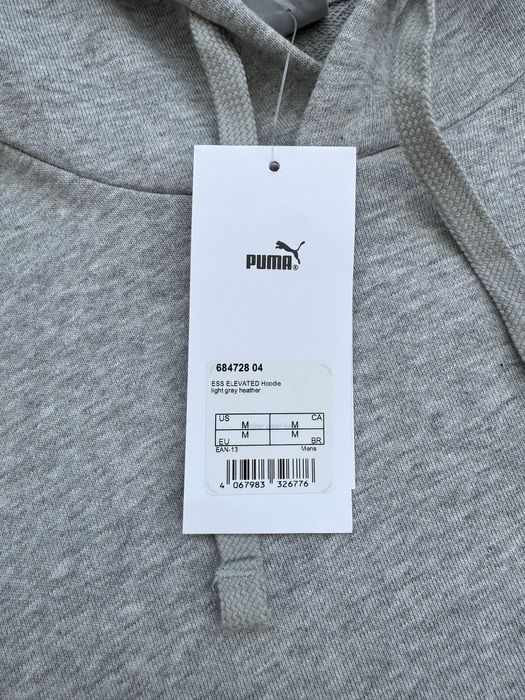 PUMA®
684728 04
ESS ELEVATED Hoodie
light gray heather
US M M CA
EU M M BR
EAN-13 Mens
4 067983 326776